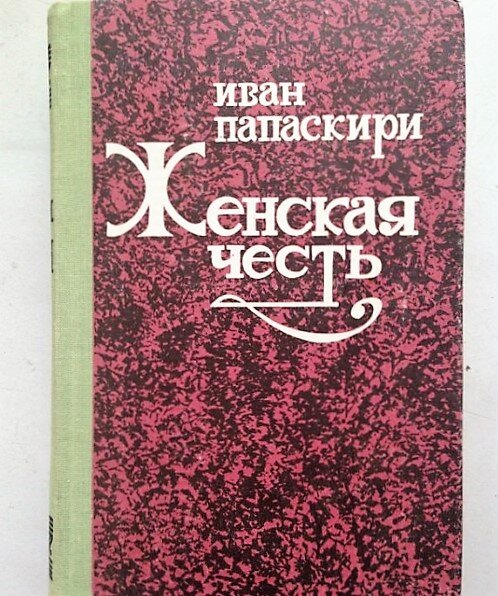 иван
папаскири
Женская
честь